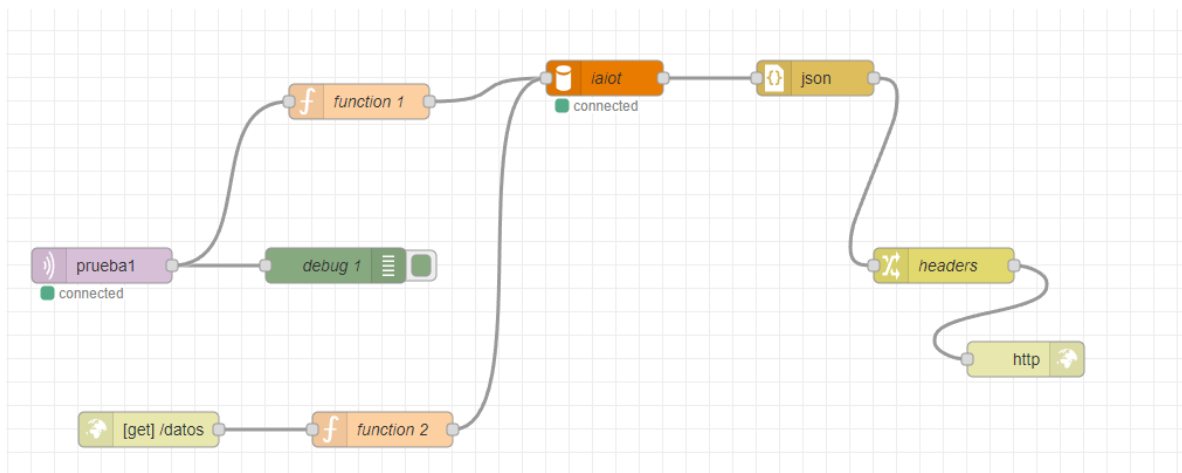 iaiot
json
function 1
connected
prueba1
debug 1
headers
connected
http
[get] /datos
function 2